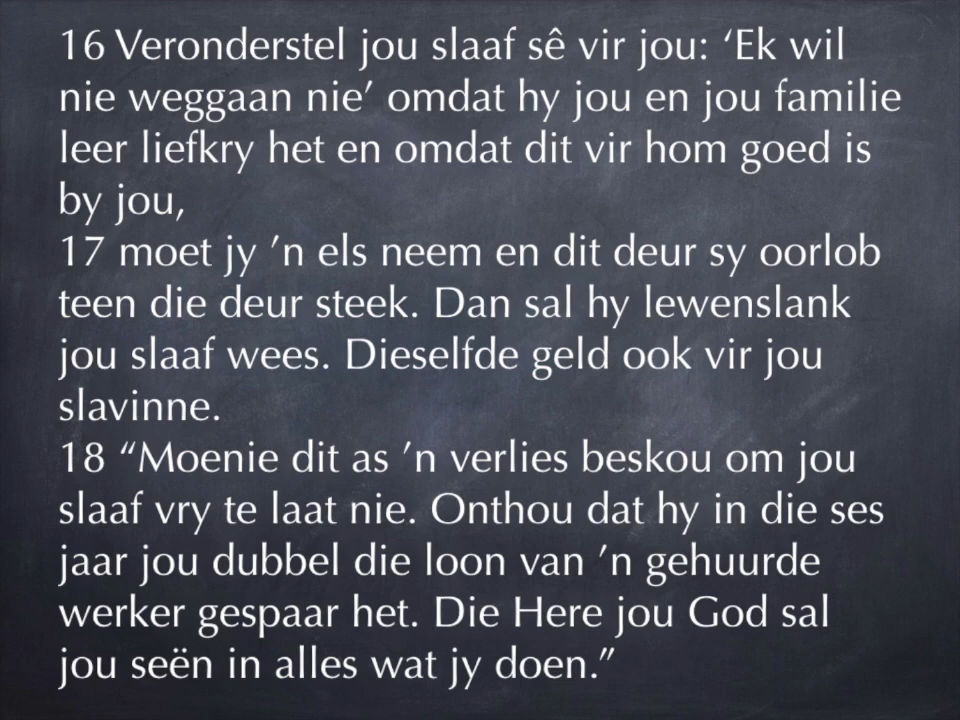 16 Veronderstel jou slaaf sê vir jou: ‘Ek wil
nie weggaan nie’ omdat hy jou en jou familie
leer liefkry het en omdat dit vir hom goed is
by jou,
17 moet jy ’n els neem en dit deur sy oorlob
teen die deur steek. Dan sal hy lewenslank
jou slaaf wees. Dieselfde geld ook vir jou
slavinne.
18 “Moenie dit as ’n verlies beskou om jou
slaaf vry te laat nie. Onthou dat hy in die ses
jaar jou dubbel die loon van ’n gehuurde
werker gespaar het. Die Here jou God sal
jou seën in alles wat jy doen.”